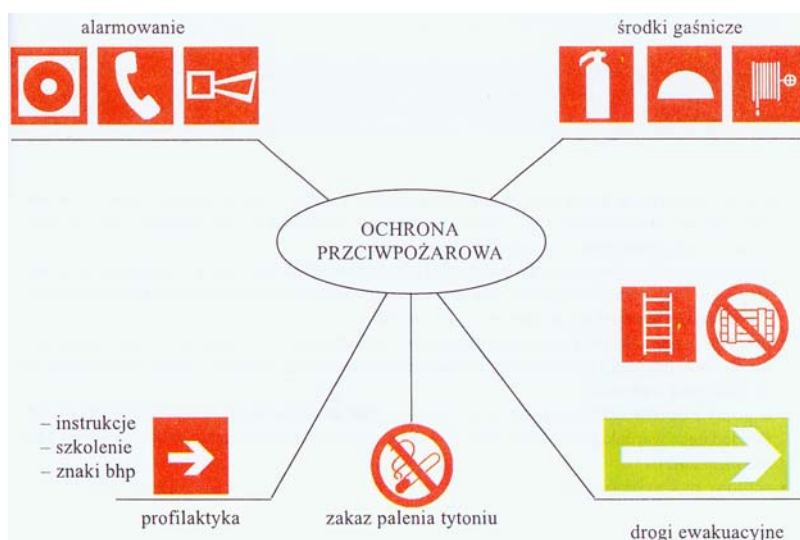 alarmowanie
środki gaśnicze
OCHRONA
PRZCIWPOŻAROWA
– instrukcje
– szkolenie
– znaki bhp
profilaktyka
zakaz palenia tytoniu
drogi ewakuacyjne